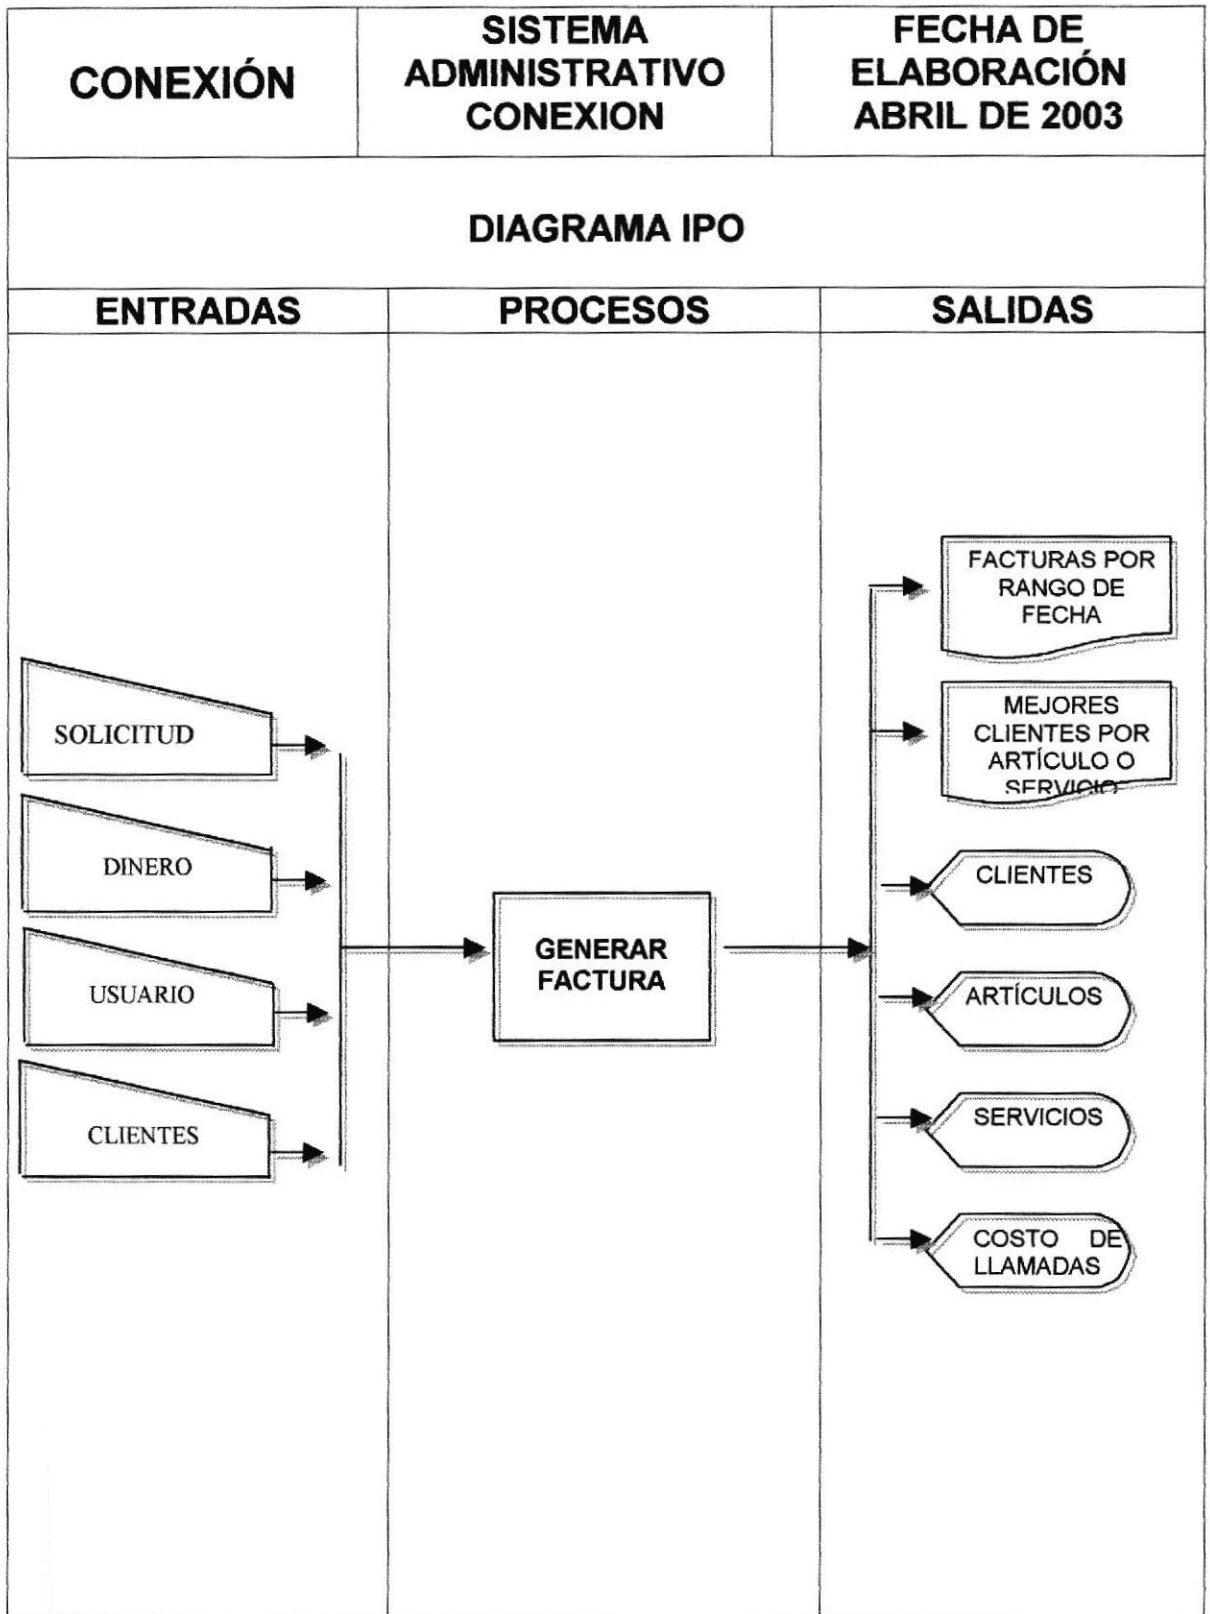 CONEXIÓN
SISTEMA
ADMINISTRATIVO
CONEXION
FECHA DE
ELABORACIÓN
ABRIL DE 2003
DIAGRAMA IPO
ENTRADAS
PROCESOS
SALIDAS
SOLICITUD
DINERO
USUARIO
CLIENTES
GENERAR
FACTURA
FACTURAS POR
RANGO DE
FECHA
MEJORES
CLIENTES POR
ARTÍCULO O
SERVICIO
CLIENTES
ARTÍCULOS
SERVICIOS
COSTO DE
LLAMADAS